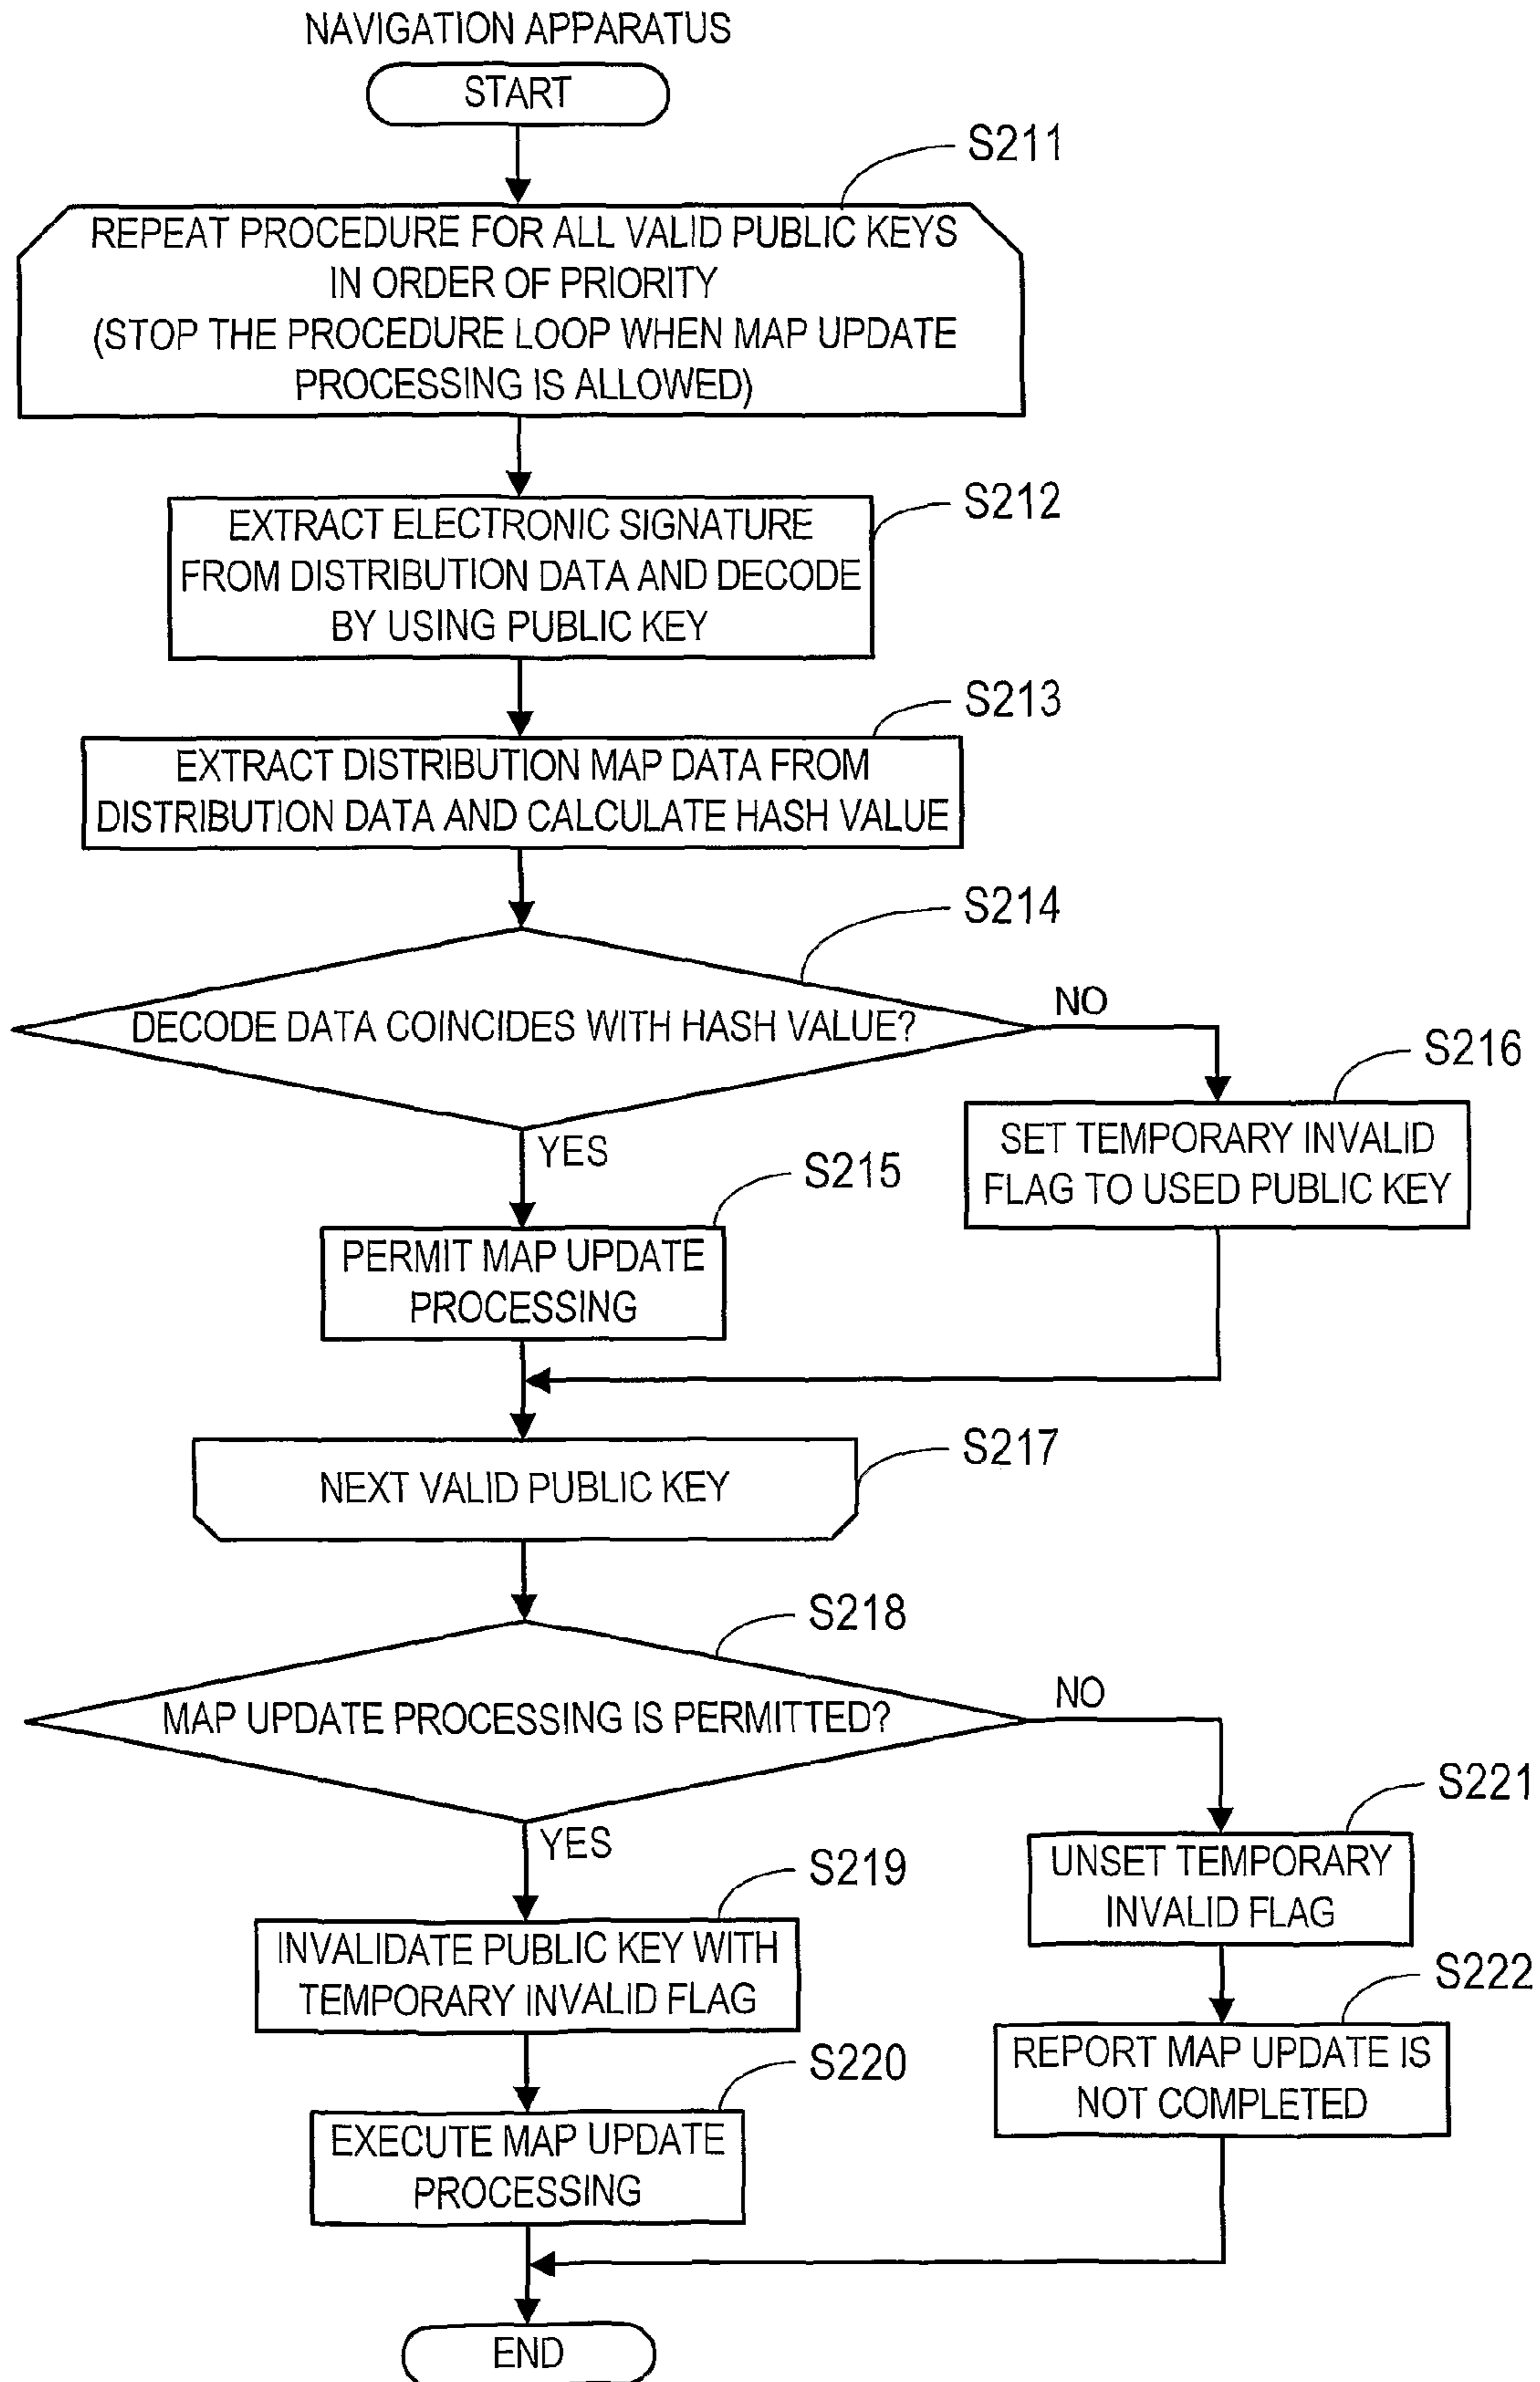 NAVIGATION APPARATUS
START
S211
REPEAT PROCEDURE FOR ALL VALID PUBLIC KEYS
IN ORDER OF PRIORITY
(STOP THE PROCEDURE LOOP WHEN MAP UPDATE
PROCESSING IS ALLOWED)
S212
EXTRACT ELECTRONIC SIGNATURE
FROM DISTRIBUTION DATA AND DECODE
BY USING PUBLIC KEY
S213
EXTRACT DISTRIBUTION MAP DATA FROM
DISTRIBUTION DATA AND CALCULATE HASH VALUE
S214
DECODE DATA COINCIDES WITH HASH VALUE?
NO
S216
SET TEMPORARY INVALID
FLAG TO USED PUBLIC KEY
YES
S215
PERMIT MAP UPDATE
PROCESSING
S217
NEXT VALID PUBLIC KEY
S218
MAP UPDATE PROCESSING IS PERMITTED?
NO
S221
UNSET TEMPORARY
INVALID FLAG
YES
S219
INVALIDATE PUBLIC KEY WITH
TEMPORARY INVALID FLAG
S222
REPORT MAP UPDATE IS
NOT COMPLETED
S220
EXECUTE MAP UPDATE
PROCESSING
END